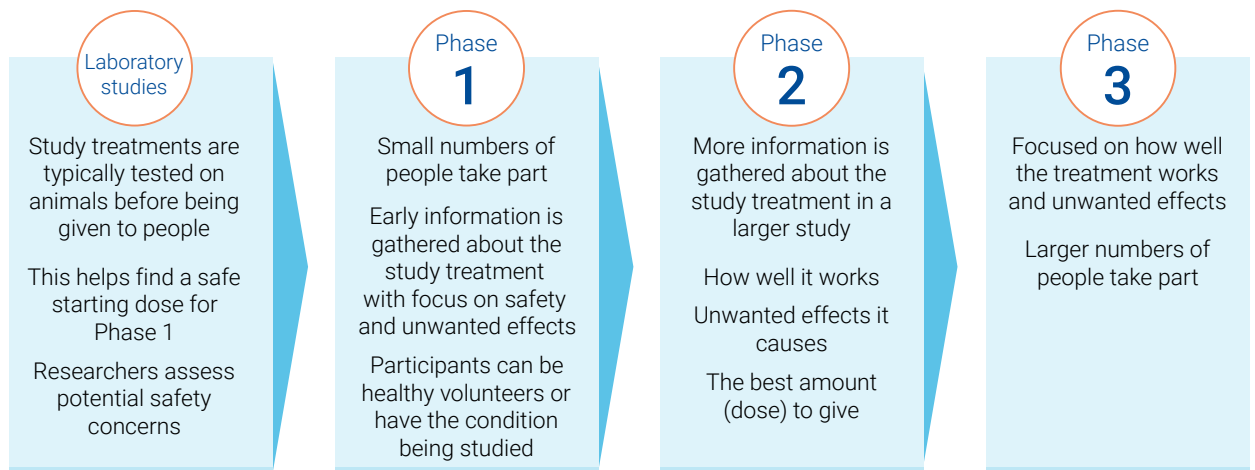 Laboratory
studies
Study treatments are
typically tested on
animals before being
given to people
This helps find a safe
starting dose for
Phase 1
Researchers assess
potential safety
concerns
Phase
1
Small numbers of
people take part
Early information is
gathered about the
study treatment
with focus on safety
and unwanted effects
Participants can be
healthy volunteers or
have the condition
being studied
Phase
2
More information is
gathered about the
study treatment in a
larger study
How well it works
Unwanted effects it
causes
The best amount
(dose) to give
Phase
3
Focused on how well
the treatment works
and unwanted effects
Larger numbers of
people take part